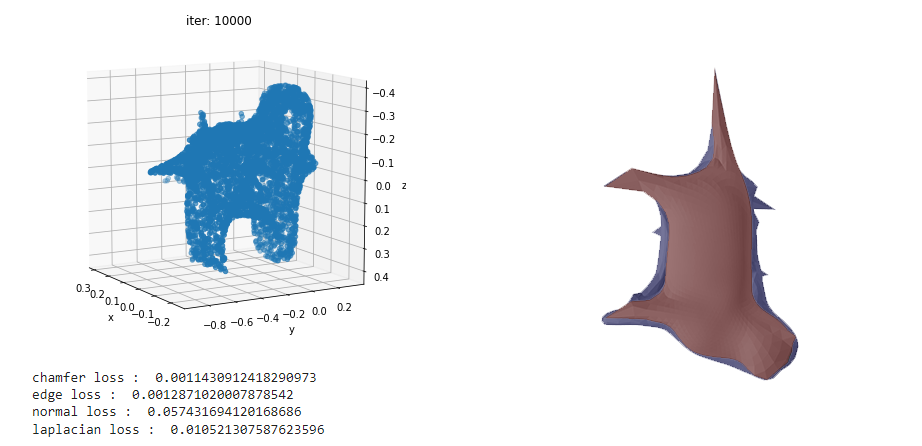 iter: 10000
−0.4
−0.3
−0.2
−0.1
0.0 z
0.1
0.2
0.3
0.4
0.3
0.2
0.1
0.0
−0.1
−0.2
x
−0.8 −0.6 −0.4 −0.2 0.0 0.2
y
chamfer loss :  0.0011430912418290973
edge loss :  0.0012871020007878542
normal loss :  0.057431694120168686
laplacian loss :  0.010521307587623596